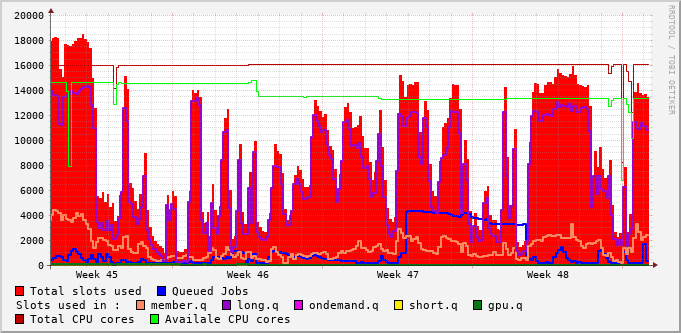 20000
18000
16000
14000
12000
10000
8000
6000
4000
2000
0
Week 45 Week 46 Week 47 Week 48
RRDTOOL / TOBI OETIKER
Total slots used Queued Jobs
Slots used in : member.q long.q ondemand.q short.q gpu.q
Total CPU cores Availale CPU cores